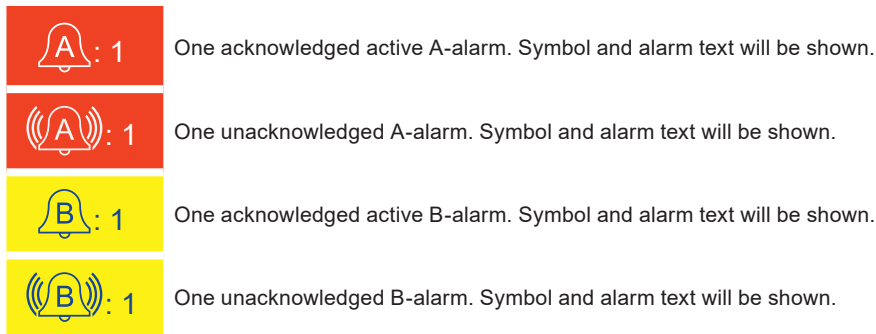 A : 1 One acknowledged active A-alarm. Symbol and alarm text will be shown.
A : 1 One unacknowledged A-alarm. Symbol and alarm text will be shown.
B : 1 One acknowledged active B-alarm. Symbol and alarm text will be shown.
B : 1 One unacknowledged B-alarm. Symbol and alarm text will be shown.